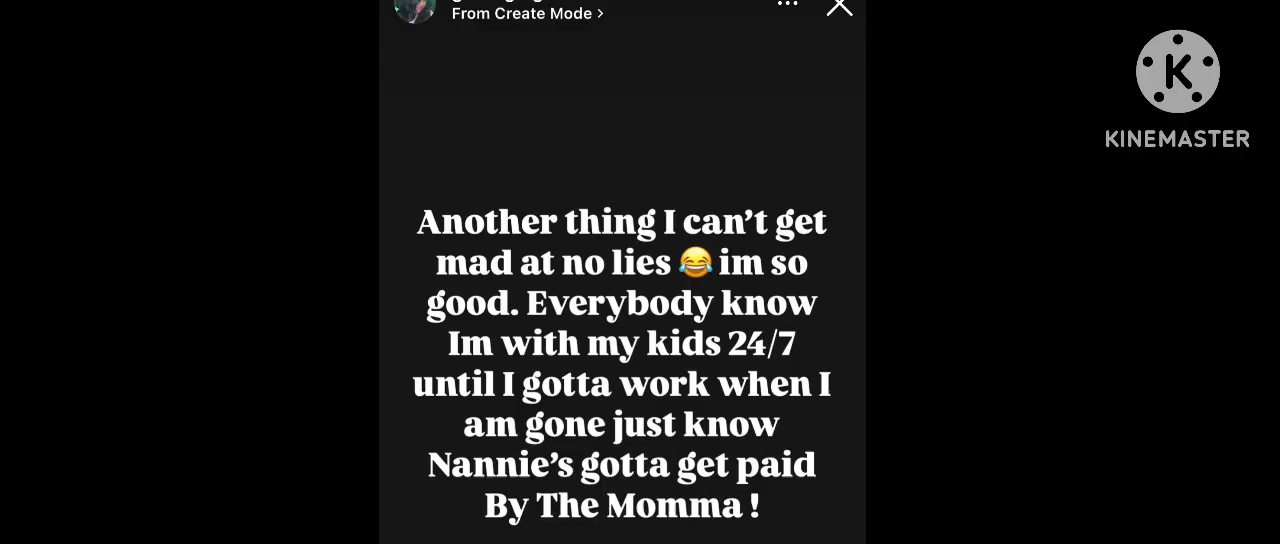 From Create Mode >
K
KINEMASTER
Another thing I can't get
mad at no lies 😂 im so
good. Everybody know
Im with my kids 24/7
until I gotta work when I
am gone just know
Nannie's gotta get paid
By The Momma !